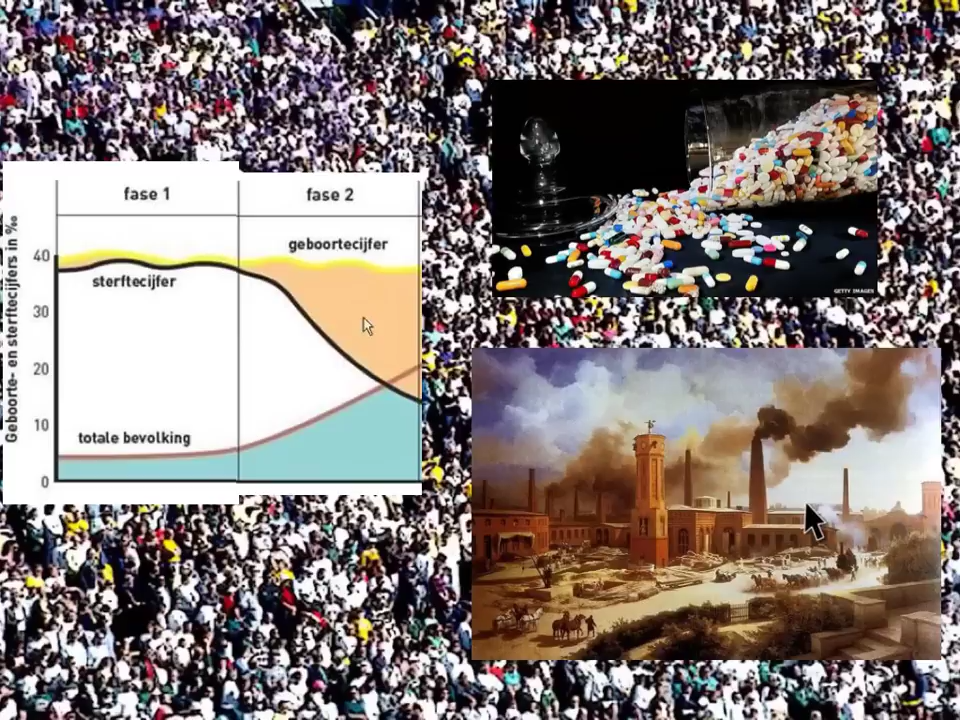 fase 1
fase 2
geboortecijfer
sterftecijfer
totale bevolking
Geboorte- en sterftecijfers in ‰
40
30
20
10
0
GETTY IMAGES